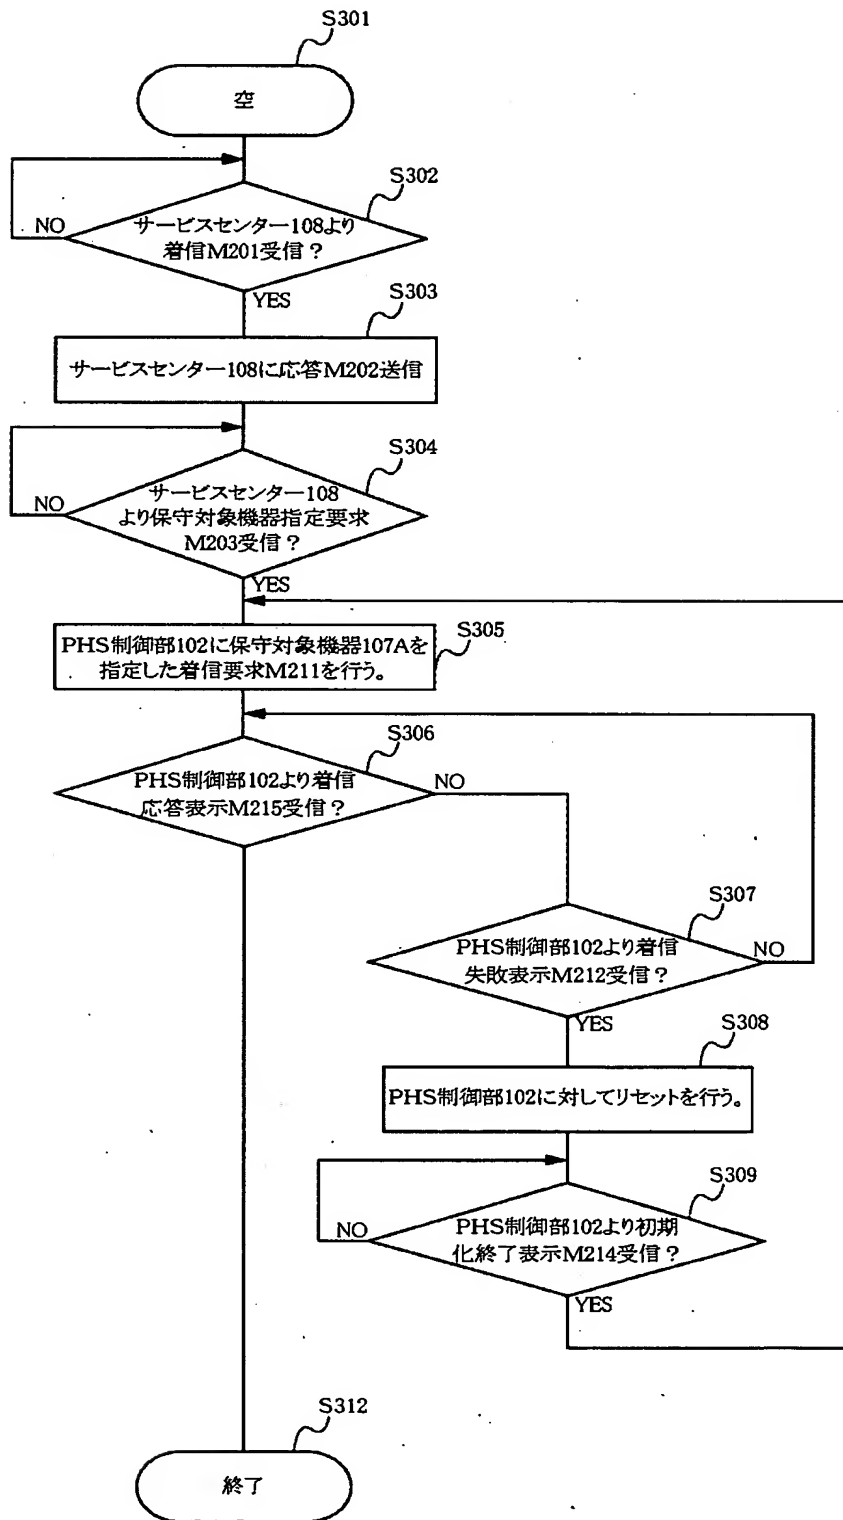 S301
空
S302
サービスセンター108より
着信M201受信？
NO
YES
S303
サービスセンター108に応答M202送信
S304
サービスセンター108
より保守対象機器指定要求
M203受信？
NO
YES
S305
PHS制御部102に保守対象機器107Aを
指定した着信要求M211を行う。
S306
PHS制御部102より着信
応答表示M215受信？
NO
S307
PHS制御部102より着信
失敗表示M212受信？
NO
YES
S308
PHS制御部102に対してリセットを行う。
S309
PHS制御部102より初期
化終了表示M214受信？
NO
YES
S312
終了